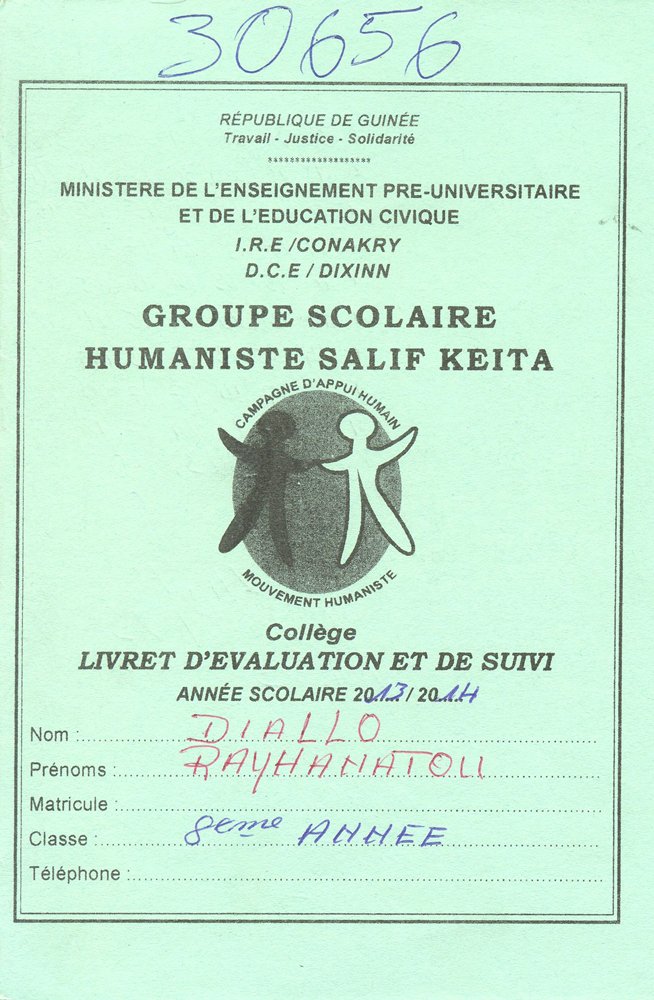 30656
RÉPUBLIQUE DE GUINÉE
Travail - Justice - Solidarité
********************
MINISTERE DE L'ENSEIGNEMENT PRE-UNIVERSITAIRE
ET DE L'EDUCATION CIVIQUE
I.R.E /CONAKRY
D.C.E / DIXINN
GROUPE SCOLAIRE
HUMANISTE SALIF KEITA
CAMPAGNE D'APPUI HUMAIN
MOUVEMENT HUMANISTE
Collège
LIVRET D'EVALUATION ET DE SUIVI
ANNÉE SCOLAIRE 2013/ 2014
Nom : DIALLO
Prénoms : RAYHANATOU
Matricule :
Classe : 8eme ANNEE
Téléphone :